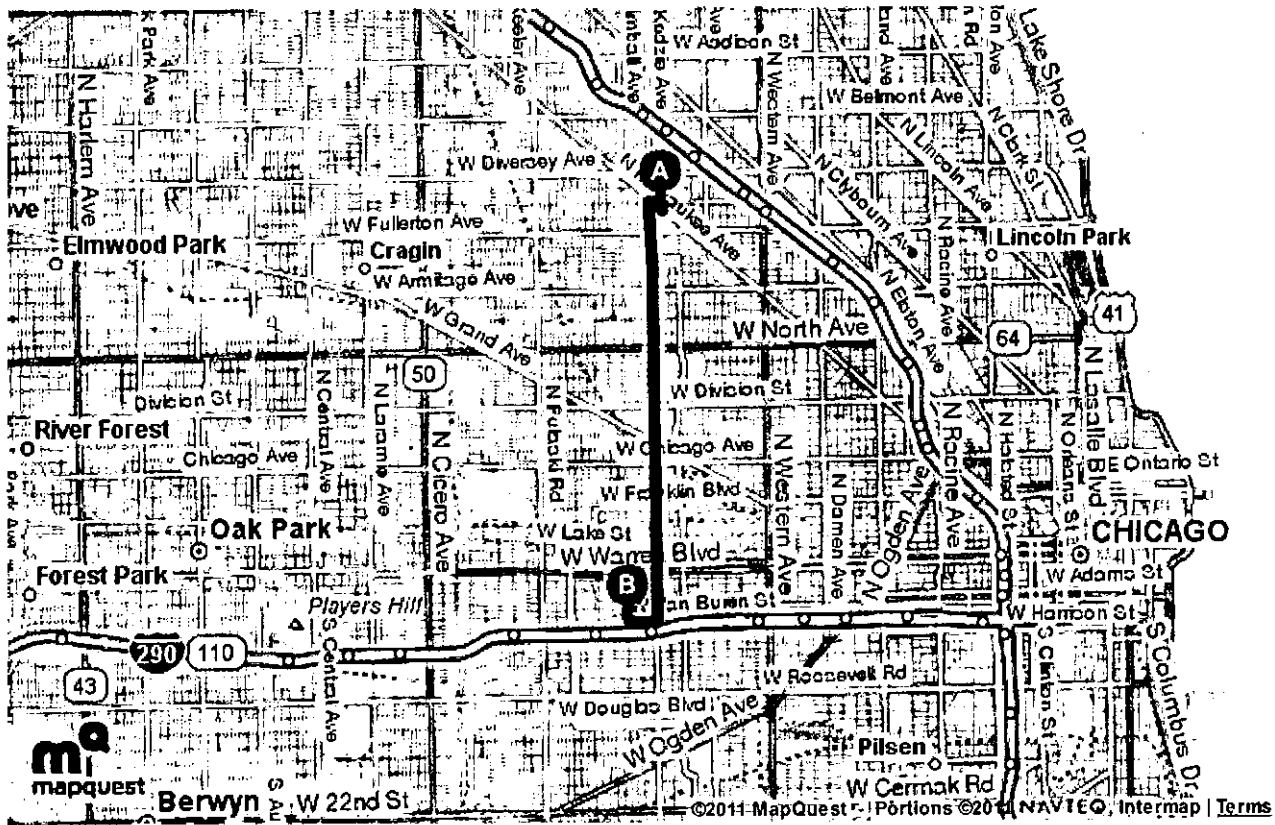 W Addison St
Kedzie Ave
W Belmont Ave
Lake Shore Dr
N Harlem Ave
Park Ave
N Western Ave
N Lincoln Ave
N Clark St
W Diversey Ave
A
N Clybourn Ave
W Fullerton Ave
Elmwood Park
Cragin
W Armitage Ave
N Racine Ave
Lincoln Park
W Grand Ave
W North Ave
N Elston Ave
41
64
50
Division St
W Division St
N Central Ave
N Laramie Ave
N Cicero Ave
N Pulaski Rd
River Forest
Chicago Ave
W Chicago Ave
N Western Ave
N Damen Ave
N Ogden Ave
N Racine Ave
N Halsted St
N Orleans St
N Lasalle Blvd
E Ontario St
W Franklin Blvd
Oak Park
W Lake St
W Warren Blvd
CHICAGO
Forest Park
B
W Adams St
Players Hill
an Buren St
W Harrison St
290
110
43
S Central Ave
W Roosevelt Rd
S Clinton St
S Columbus Dr
W Douglas Blvd
W Ogden Ave
mapquest
Pilsen
W Cermak Rd
Berwyn
W 22nd St
©2011 MapQuest - Portions ©2011 NAVTEQ, Intermap | Terms